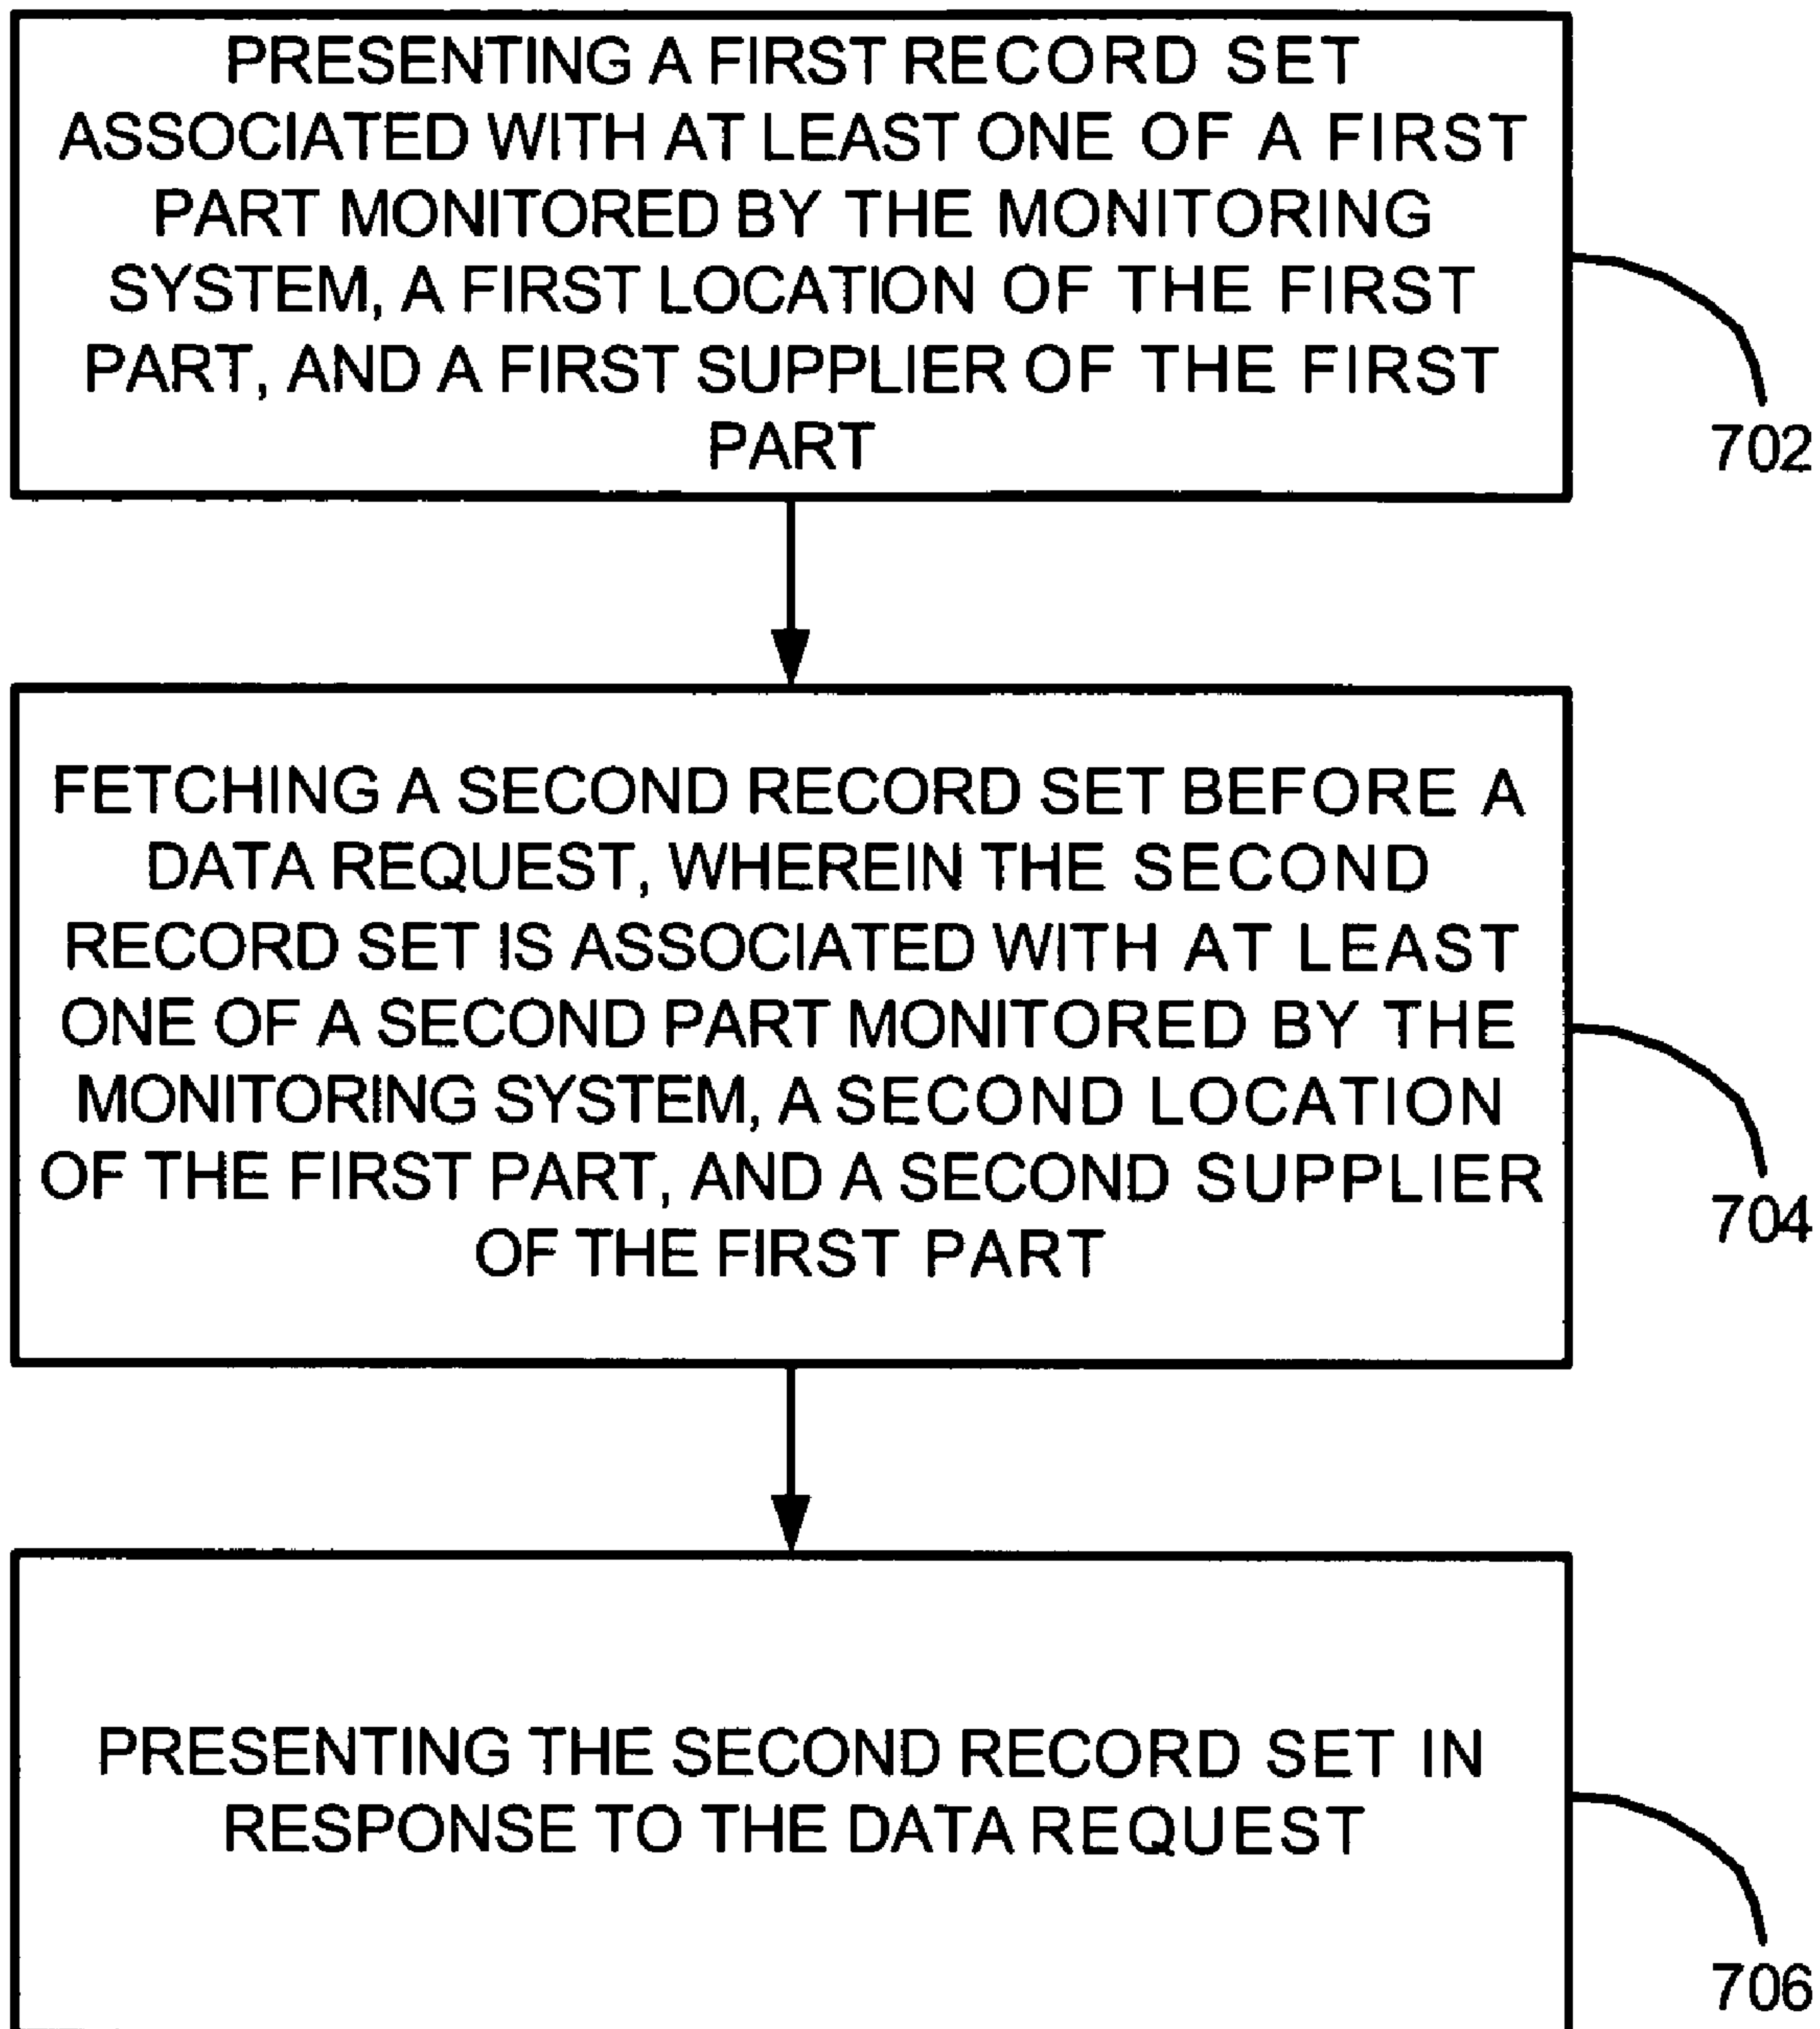 PRESENTING A FIRST RECORD SET
ASSOCIATED WITH AT LEAST ONE OF A FIRST
PART MONITORED BY THE MONITORING
SYSTEM, A FIRST LOCATION OF THE FIRST
PART, AND A FIRST SUPPLIER OF THE FIRST
PART
702
FETCHING A SECOND RECORD SET BEFORE A
DATA REQUEST, WHEREIN THE SECOND
RECORD SET IS ASSOCIATED WITH AT LEAST
ONE OF A SECOND PART MONITORED BY THE
MONITORING SYSTEM, A SECOND LOCATION
OF THE FIRST PART, AND A SECOND SUPPLIER
OF THE FIRST PART
704
PRESENTING THE SECOND RECORD SET IN
RESPONSE TO THE DATA REQUEST
706